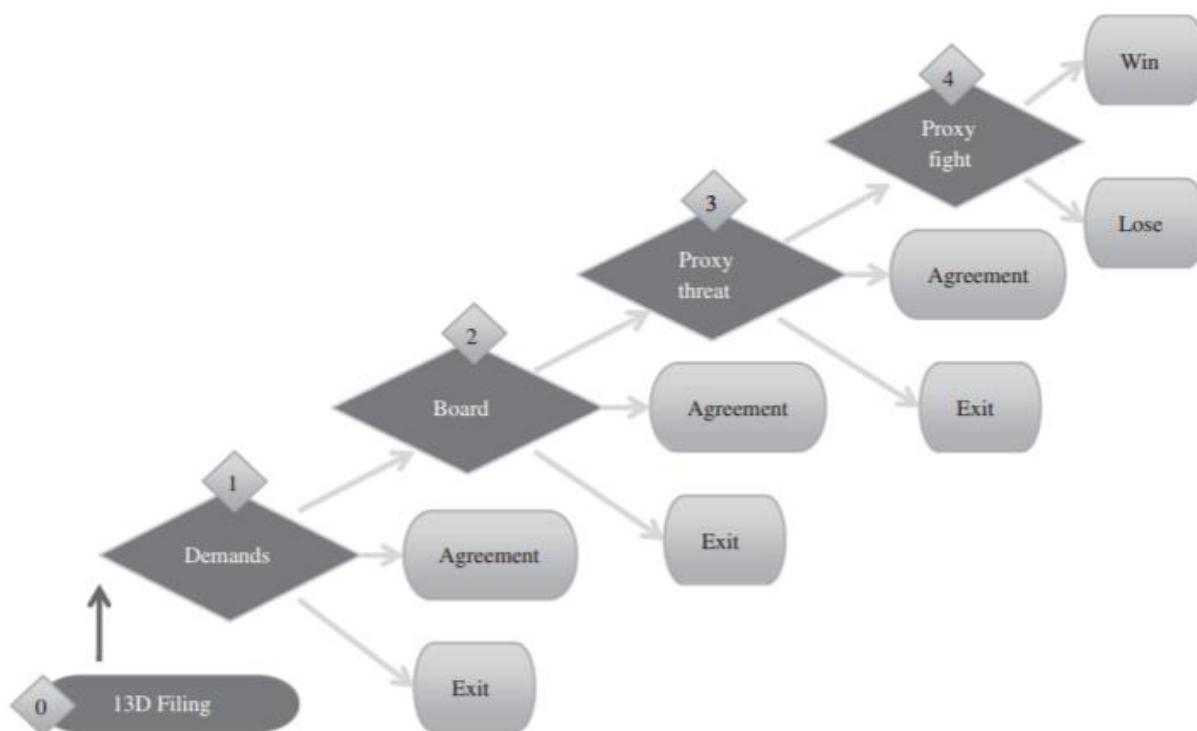 4
Win
Proxy
fight
3
Lose
Proxy
threat
Agreement
2
Board
Agreement
Exit
1
Demands
Agreement
Exit
Exit
0
13D Filing